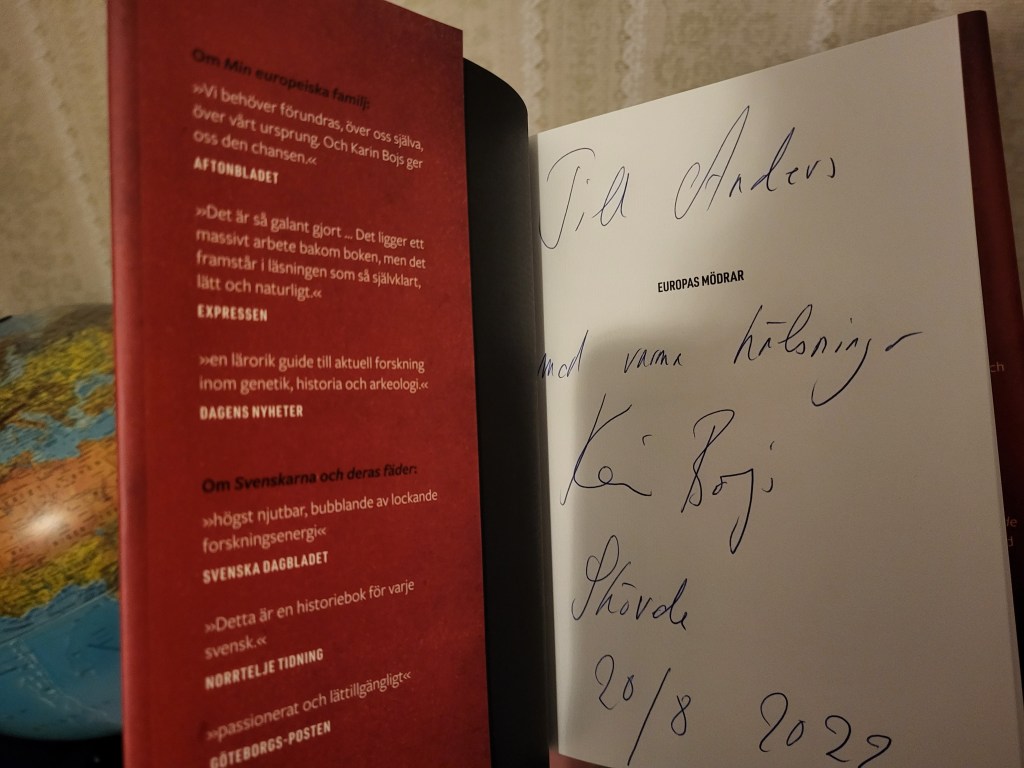 Om Min europeiska familj:
»Vi behöver förundras, över oss själva,
över vårt ursprung. Och Karin Bojs ger
oss den chansen.«
AFTONBLADET
»Det är så galant gjort ... Det ligger ett
massivt arbete bakom boken, men det
framstår i läsningen som så självklart,
lätt och naturligt.«
EXPRESSEN
»en lärorik guide till aktuell forskning
inom genetik, historia och arkeologi.«
DAGENS NYHETER
Om Svenskarna och deras fäder:
»högst njutbar, bubblande av lockande
forskningsenergi«
SVENSKA DAGBLADET
»Detta är en historiebok för varje
svensk.«
NORRTELJE TIDNING
»passionerat och lättillgängligt«
GÖTEBORGS-POSTEN
Till Anders
EUROPAS MÖDRAR
med varma hälsningar
Karin Bojs
Skövde
20/8 2022